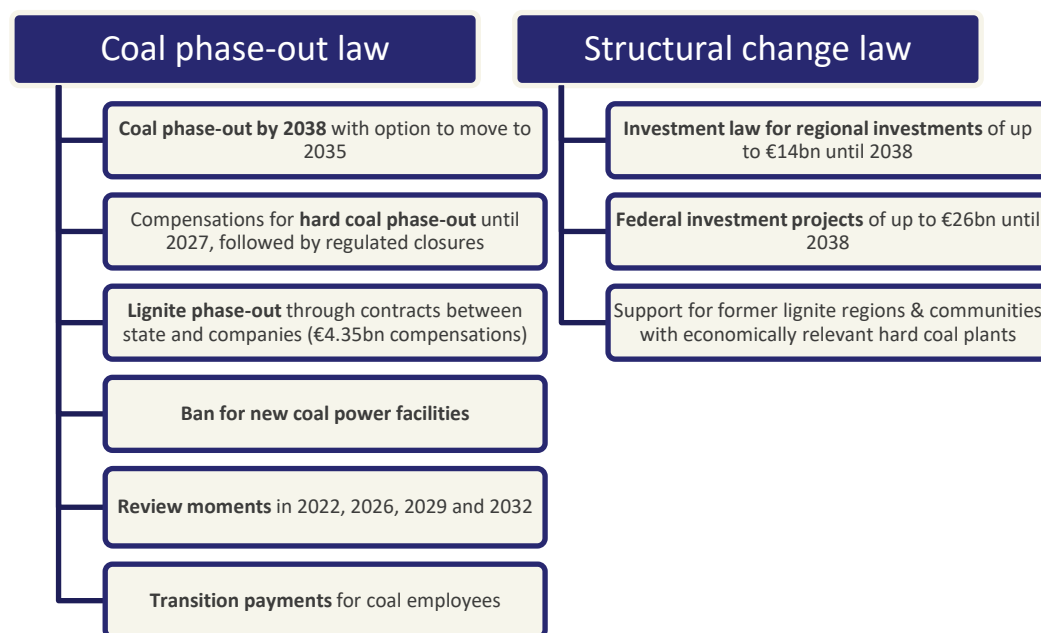 Coal phase-out law
Coal phase-out by 2038 with option to move to
2035
Compensations for hard coal phase-out until
2027, followed by regulated closures
Lignite phase-out through contracts between
state and companies (€4.35bn compensations)
Ban for new coal power facilities
Review moments in 2022, 2026, 2029 and 2032
Transition payments for coal employees
Structural change law
Investment law for regional investments of up
to €14bn until 2038
Federal investment projects of up to €26bn until
2038
Support for former lignite regions & communities
with economically relevant hard coal plants